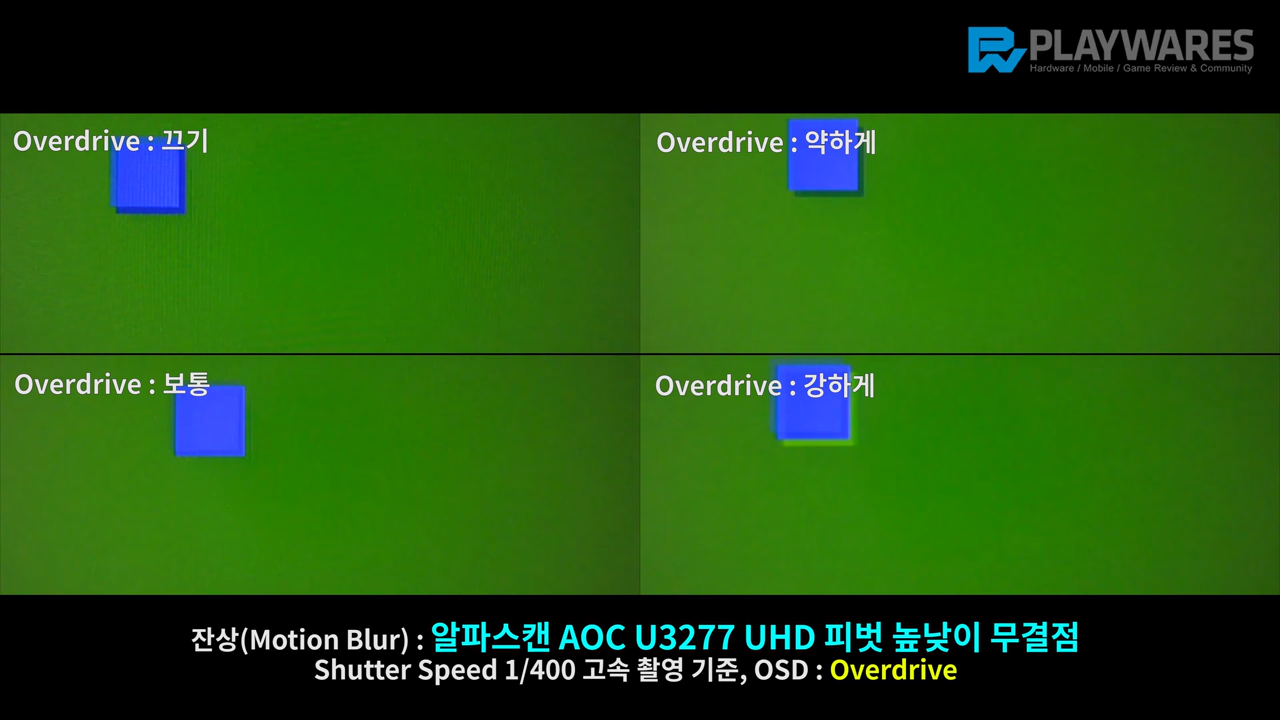 PLAYWARES
Hardware / Mobile / Game Review & Community
Overdrive : 끄기
Overdrive : 약하게
Overdrive : 보통
Overdrive : 강하게
잔상(Motion Blur) : 알파스캔 AOC U3277 UHD 피벗 높낮이 무결점
Shutter Speed 1/400 고속 촬영 기준, OSD : Overdrive